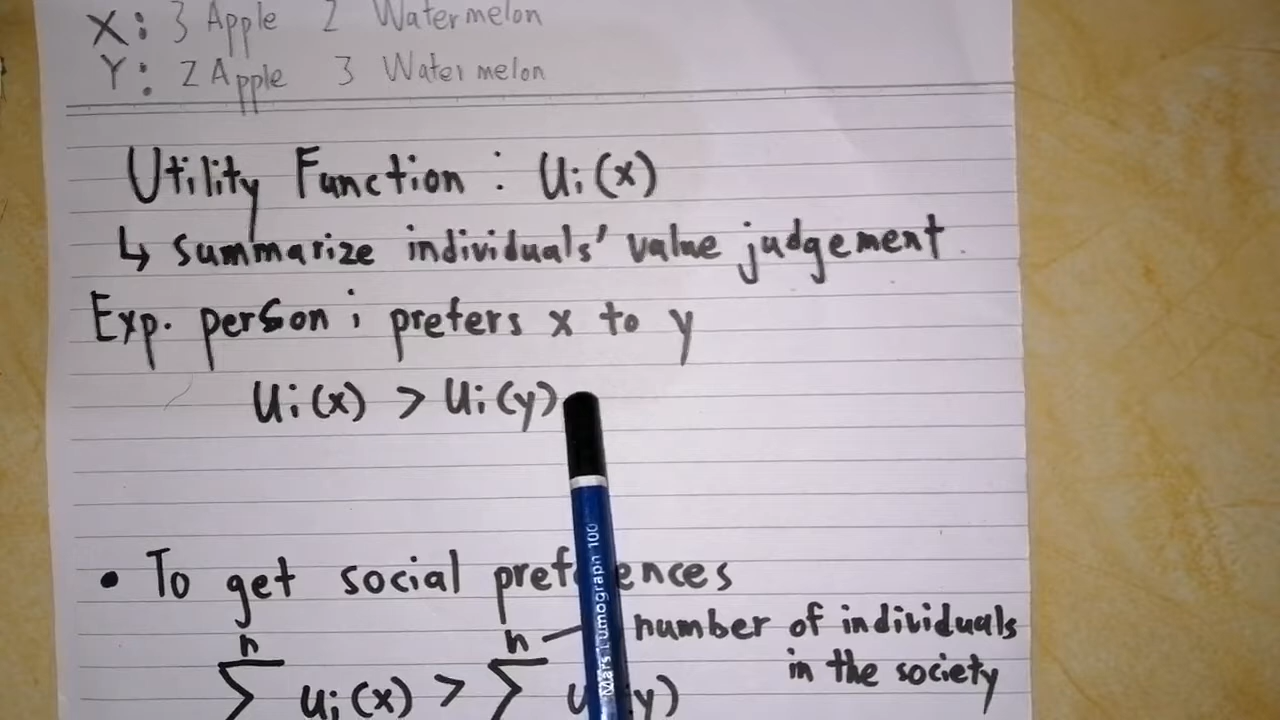 X: 3 Apple 2 Watermelon
Y: 2 Apple 3 Watermelon
Utility Function : Ui(x)
↳ summarize individuals' value judgement.
Exp. person i prefers x to y
Ui(x) > Ui(y)
• To get social preferences
n n number of individuals
in the society
∑ Ui(x) > ∑ U y)
Mars Lumograph 100